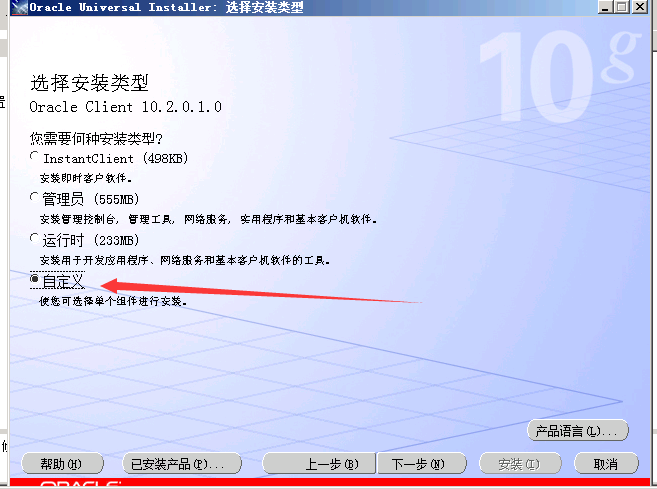 Oracle Universal Installer: 选择安装类型
10g
选择安装类型
Oracle Client 10.2.0.1.0
您需要何种安装类型?
InstantClient (498KB)
安装即时客户软件。
管理员 (555MB)
安装管理控制台, 管理工具, 网络服务, 实用程序和基本客户机软件。
运行时 (233MB)
安装用于开发应用程序、网络服务和基本客户机软件的工具。
自定义
使您可选择单个组件进行安装。
产品语言(L)...
帮助(H) 已安装产品(P)... 上一步(B) 下一步(N) 安装(I) 取消
ORACLE